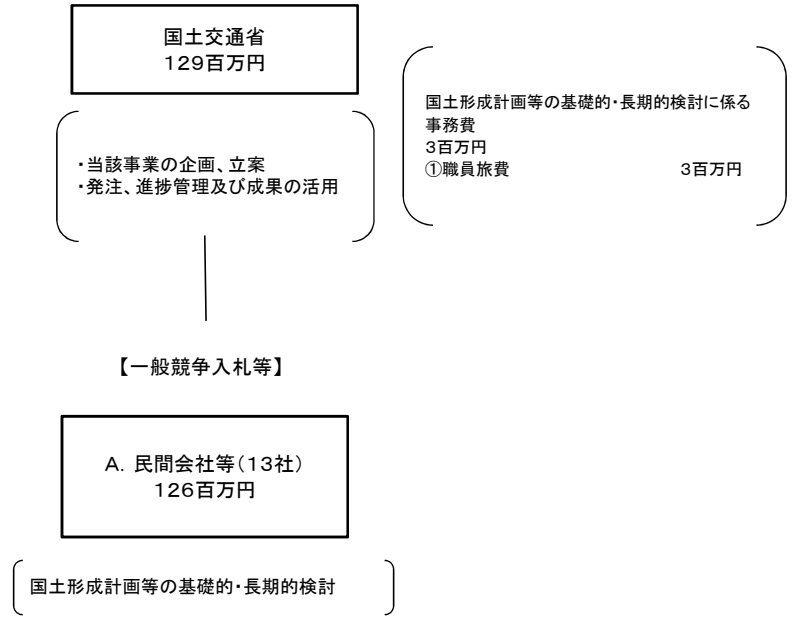 国土交通省
129百万円
・当該事業の企画、立案
・発注、進捗管理及び成果の活用
国土形成計画等の基礎的・長期的検討に係る
事務費
3百万円
①職員旅費　3百万円
【一般競争入札等】
A. 民間会社等（13社）
126百万円
国土形成計画等の基礎的・長期的検討